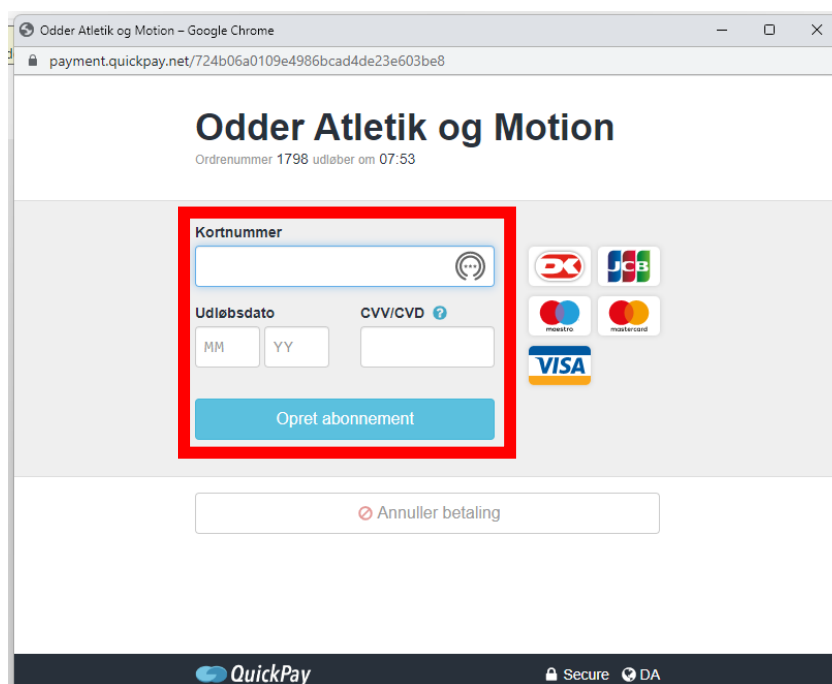 Odder Atletik og Motion – Google Chrome
payment.quickpay.net/724b06a0109e4986bcad4de23e603be8
Odder Atletik og Motion
Ordrenummer 1798 udløber om 07:53
Kortnummer
DK JCB
Udløbsdato CVV/CVD ?
MM YY
maestro mastercard
VISA
Opret abonnement
Annuller betaling
QuickPay Secure DA